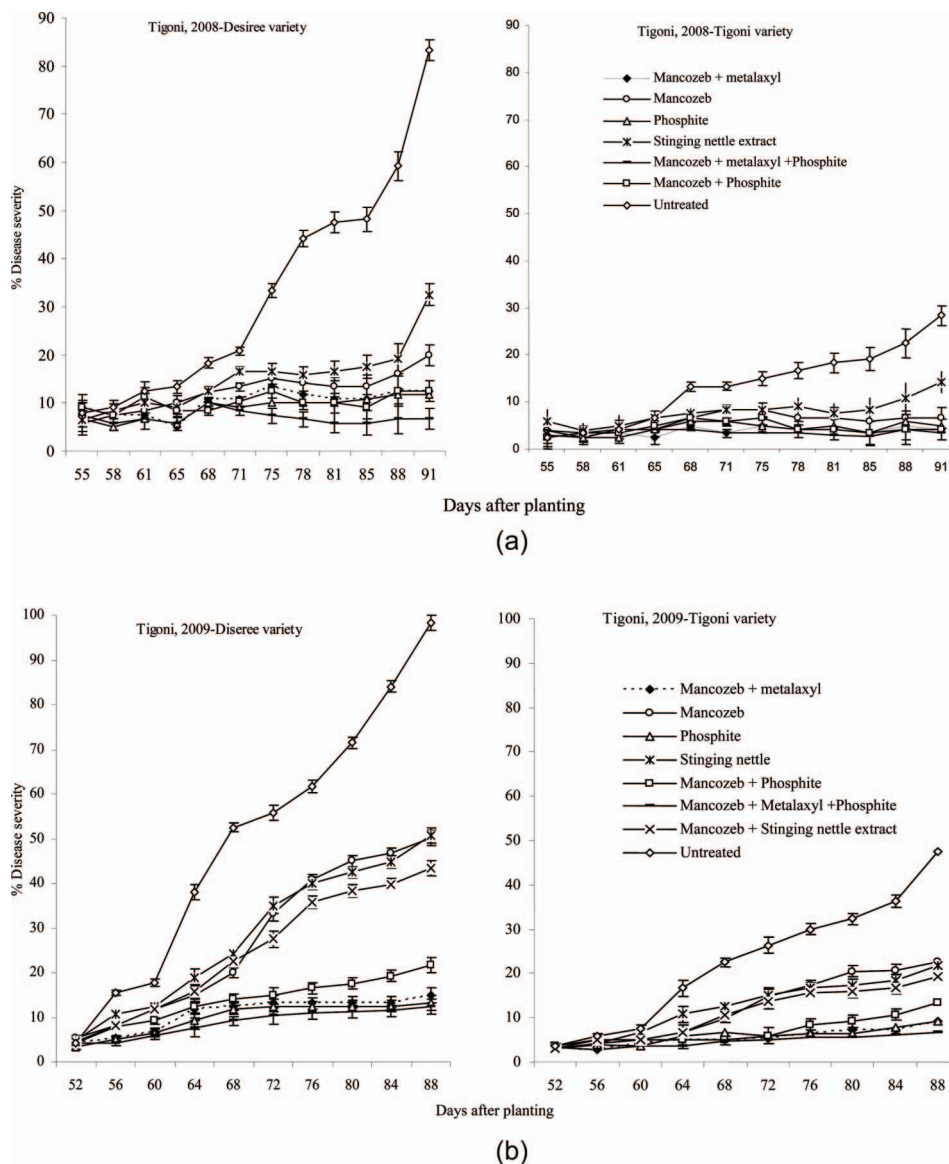 Tigoni, 2008-Desiree variety
90
80
70
60
50
40
30
20
10
0
% Disease severity
55 58 61 65 68 71 75 78 81 85 88 91
Tigoni, 2008-Tigoni variety
90
80
70
60
50
40
30
20
10
0
Mancozeb + metalaxyl
Mancozeb
Phosphite
Stinging nettle extract
Mancozeb + metalaxyl +Phosphite
Mancozeb + Phosphite
Untreated
55 58 61 65 68 71 75 78 81 85 88 91
Days after planting
(a)
Tigoni, 2009-Diseree variety
100
90
80
70
60
50
40
30
20
10
0
% Disease severity
52 56 60 64 68 72 76 80 84 88
Days after planting
Tigoni, 2009-Tigoni variety
100
90
80
70
60
50
40
30
20
10
0
Mancozeb + metalaxyl
Mancozeb
Phosphite
Stinging nettle
Mancozeb + Phosphite
Mancozeb + Metalaxyl +Phosphite
Mancozeb + Stinging nettle extract
Untreated
52 56 60 64 68 72 76 80 84 88
Days after planting
(b)